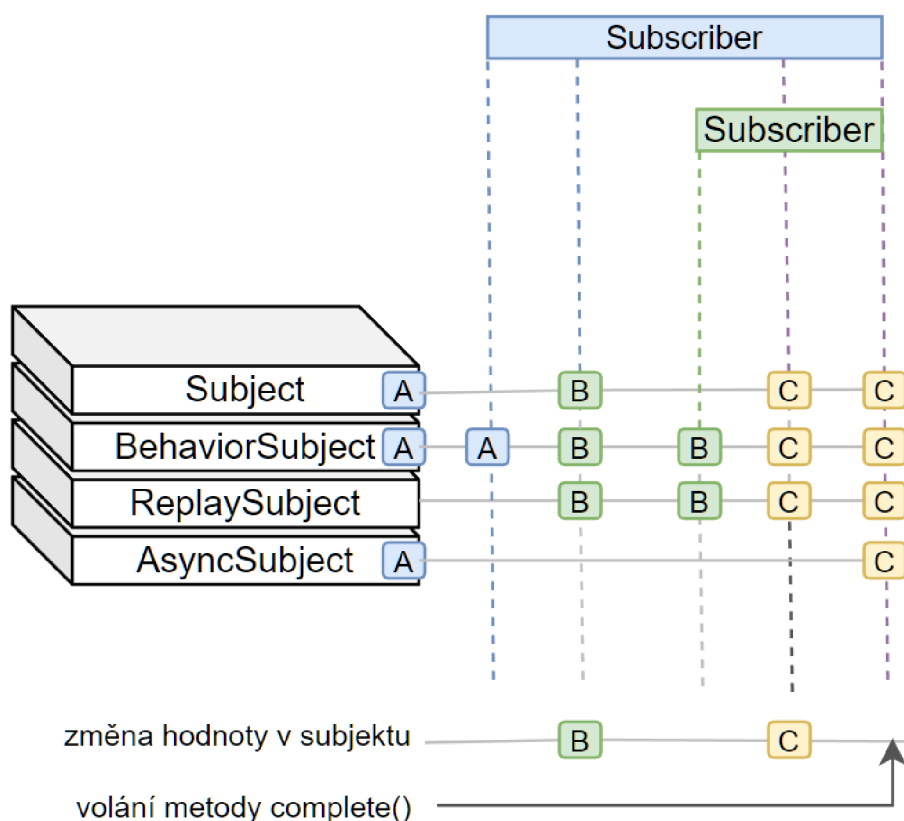 Subscriber
Subscriber
Subject A B C C
BehaviorSubject A A B B C C
ReplaySubject B B C C
AsyncSubject A C
změna hodnoty v subjektu B C
volání metody complete()